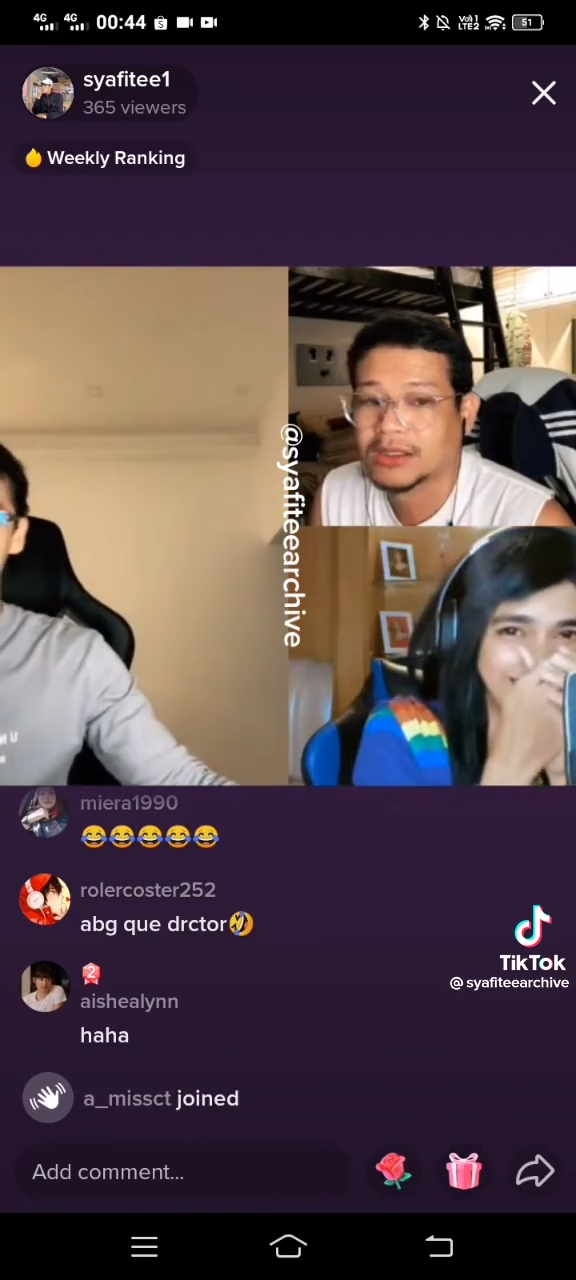 4G 4G 00:44 51
syafitee1
365 viewers
Weekly Ranking
@syafiteearchive
miera1990
😂😂😂😂😂
rolercoster252
abg que drctor🤣
2
aishealynn
haha
a_missct joined
TikTok
@syafiteearchive
Add comment...